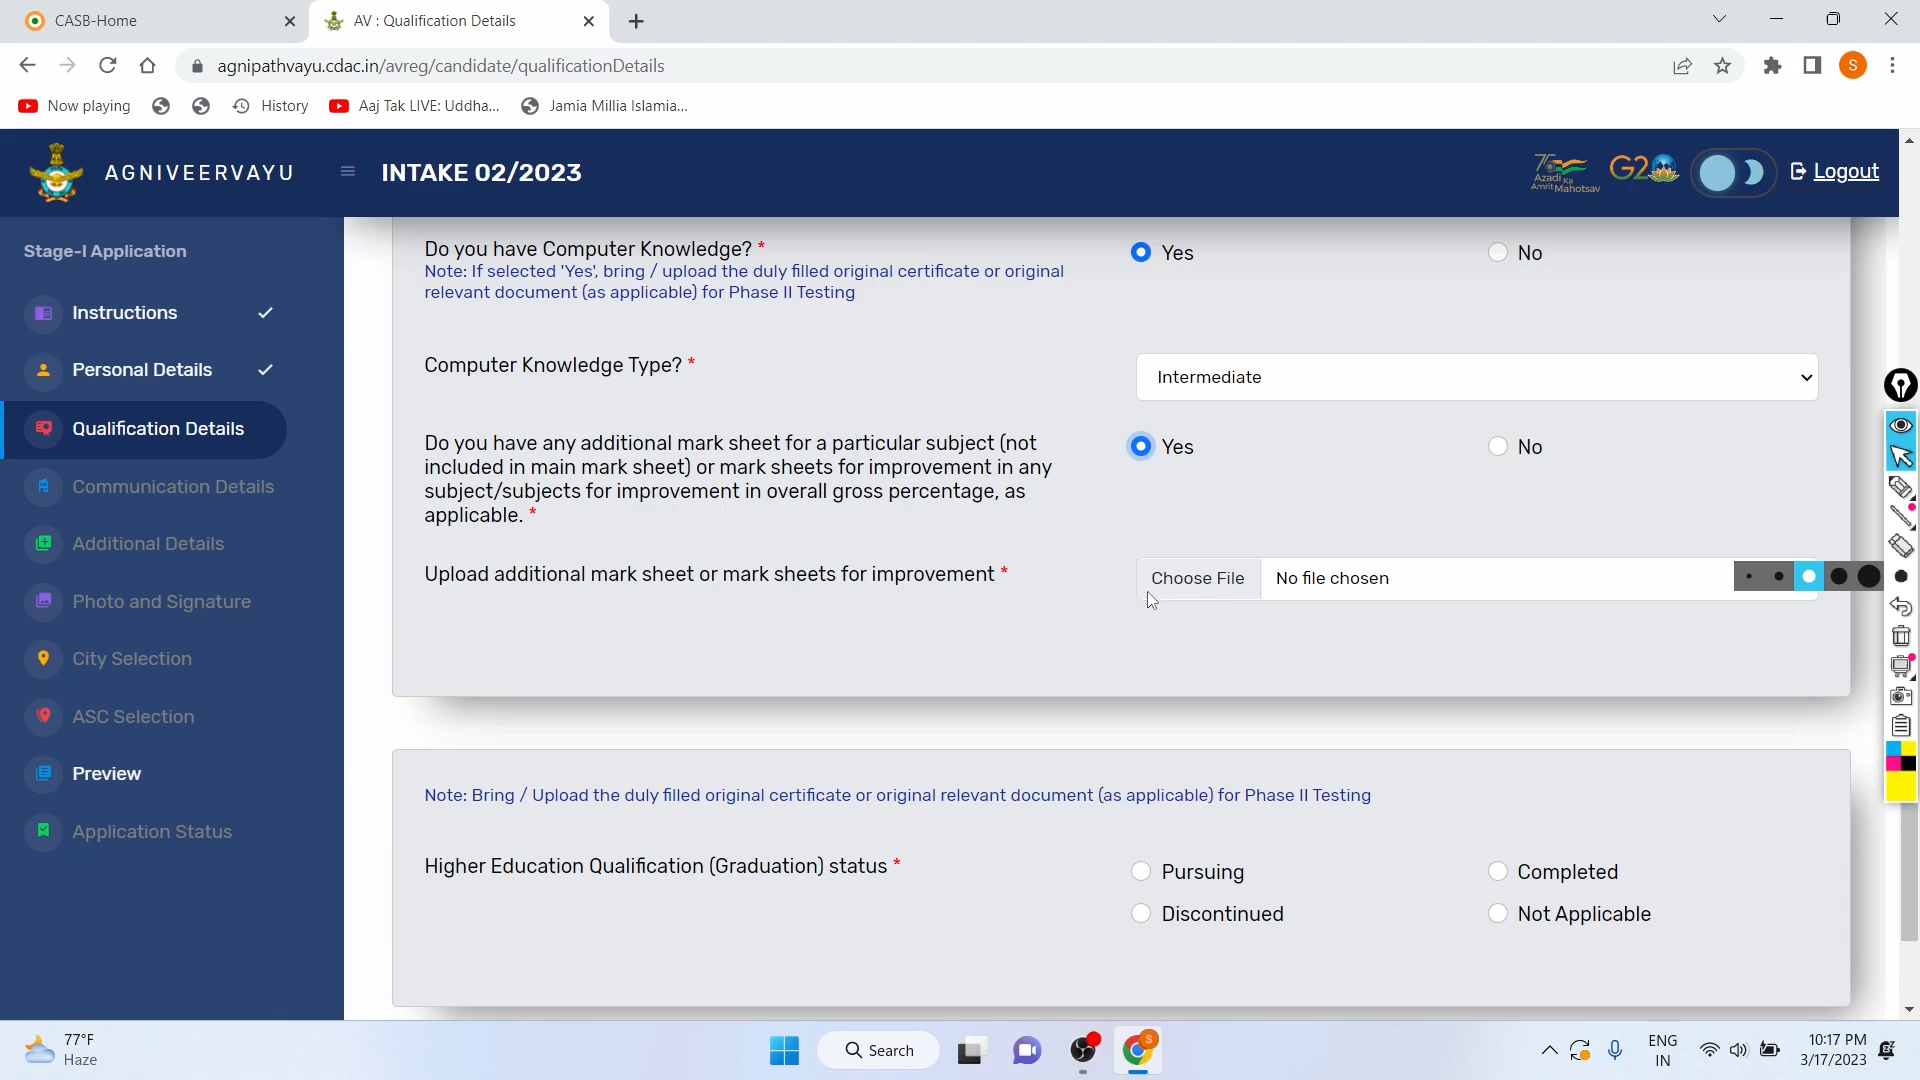 CASB-Home
AV : Qualification Details
agnipathvayu.cdac.in/avreg/candidate/qualificationDetails
S
Now playing
History
Aaj Tak LIVE: Uddha...
Jamia Millia Islamia...
AGNIVEERVAYU
INTAKE 02/2023
75
Azadi Ka
Amrit Mahotsav
G20
Logout
Stage-I Application
Instructions
Personal Details
Qualification Details
Communication Details
Additional Details
Photo and Signature
City Selection
ASC Selection
Preview
Application Status
Do you have Computer Knowledge? *
Yes
No
Note: If selected 'Yes', bring / upload the duly filled original certificate or original
relevant document (as applicable) for Phase II Testing
Computer Knowledge Type? *
Intermediate
Do you have any additional mark sheet for a particular subject (not
included in main mark sheet) or mark sheets for improvement in any
subject/subjects for improvement in overall gross percentage, as
applicable. *
Yes
No
Upload additional mark sheet or mark sheets for improvement *
Choose File
No file chosen
Note: Bring / Upload the duly filled original certificate or original relevant document (as applicable) for Phase II Testing
Higher Education Qualification (Graduation) status *
Pursuing
Completed
Discontinued
Not Applicable
77°F
Haze
Search
S
ENG
IN
10:17 PM
3/17/2023